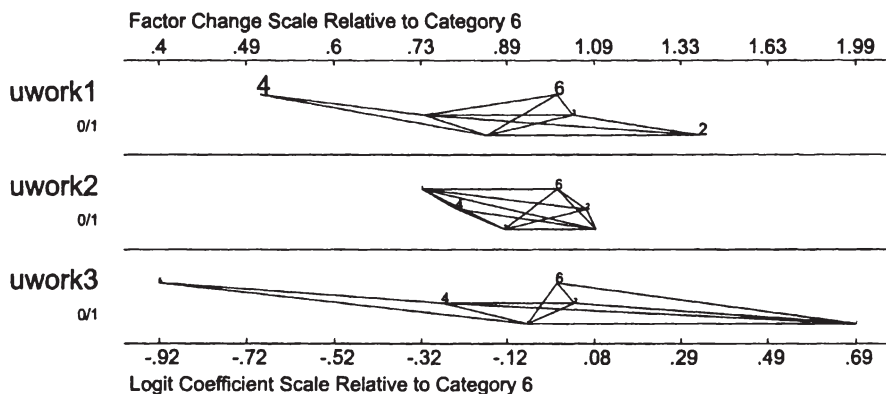 Factor Change Scale Relative to Category 6
.4 .49 .6 .73 .89 1.09 1.33 1.63 1.99
uwork1
4 6
0/1
2
uwork2
6
4
0/1
uwork3
6
4
0/1
-.92 -.72 -.52 -.32 -.12 .08 .29 .49 .69
Logit Coefficient Scale Relative to Category 6